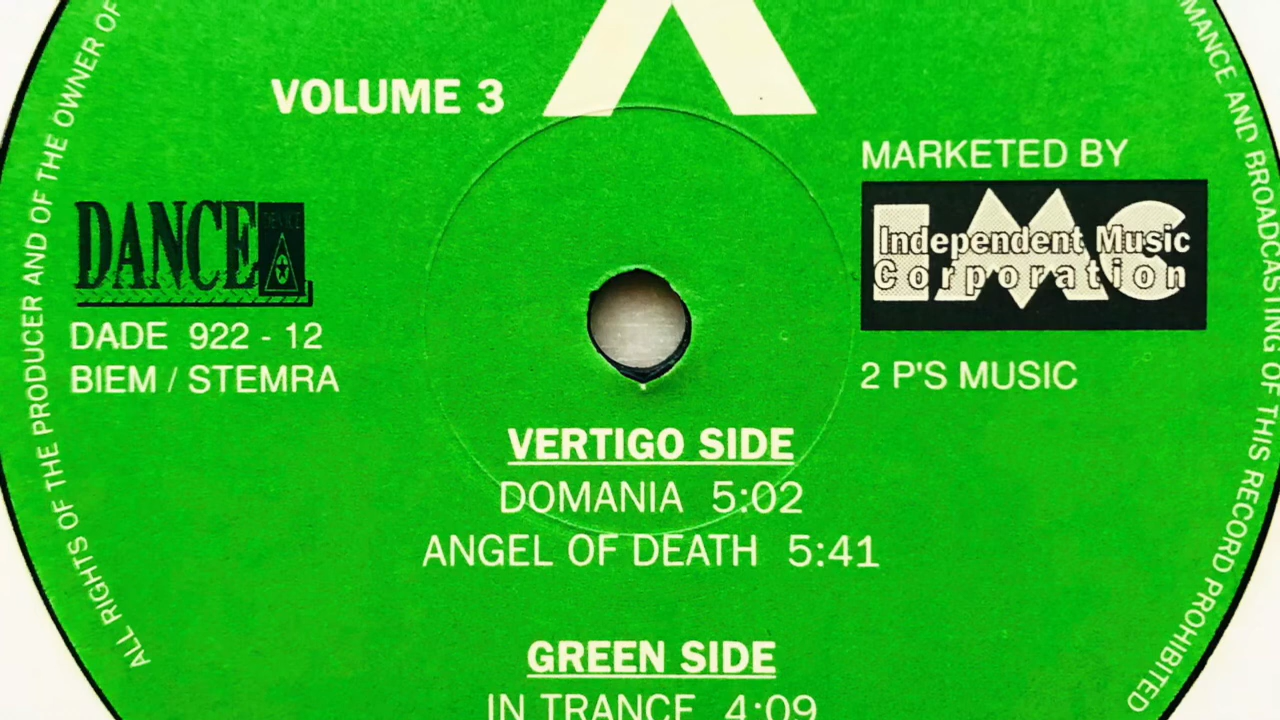 VOLUME 3
MARKETED BY
DANCE
DEVICE
IMC
Independent Music
Corporation
DADE 922 - 12
BIEM / STEMRA
2 P'S MUSIC
VERTIGO SIDE
DOMANIA 5:02
ANGEL OF DEATH 5:41
GREEN SIDE
IN TRANCE 4:09
ALL RIGHTS OF THE PRODUCER AND OF THE OWNER OF
MANCE AND BROADCASTING OF THIS RECORD PROHIBITED